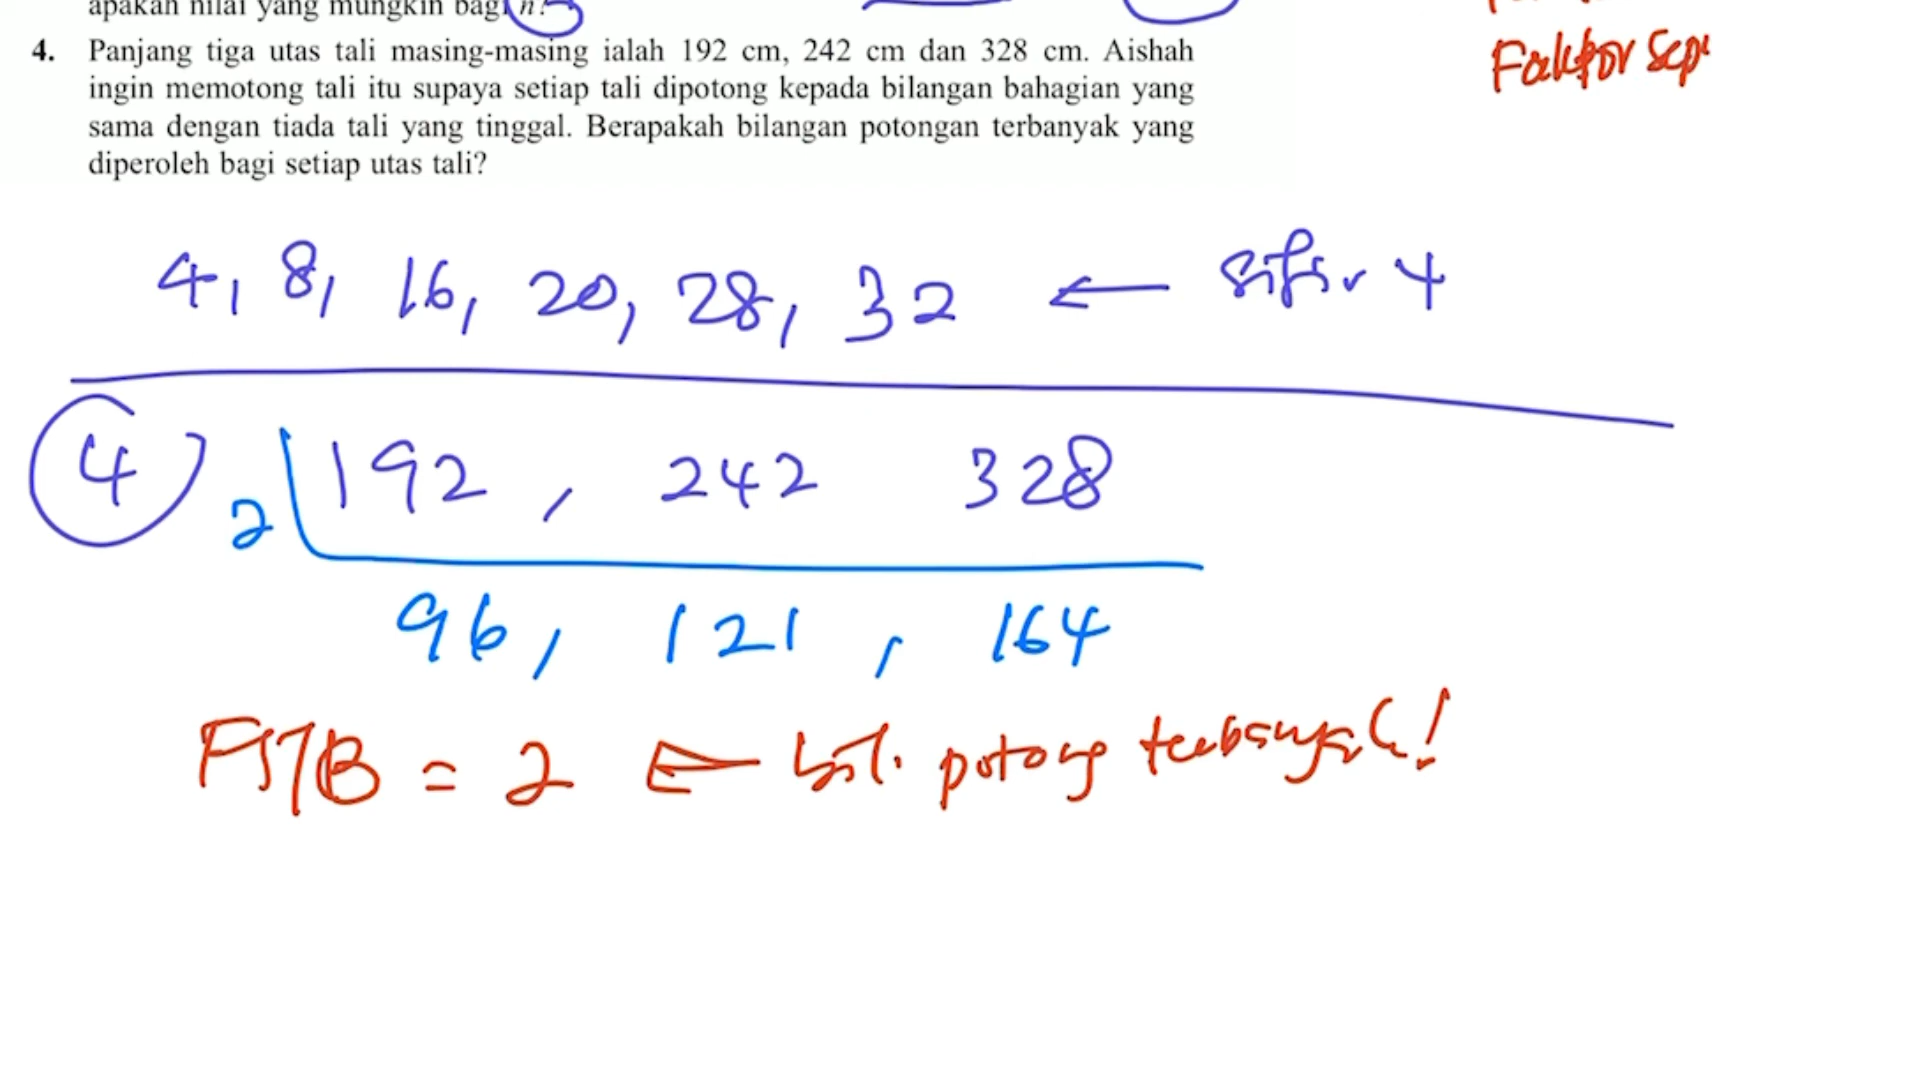 apakah nilai yang mungkin bagi n?
4. Panjang tiga utas tali masing-masing ialah 192 cm, 242 cm dan 328 cm. Aishah
ingin memotong tali itu supaya setiap tali dipotong kepada bilangan bahagian yang
sama dengan tiada tali yang tinggal. Berapakah bilangan potongan terbanyak yang
diperoleh bagi setiap utas tali?
Faktor Sep
4, 8, 16, 20, 28, 32 ← sifir 4
4 2 192, 242 328
96, 121, 164
FSTB = 2 ← bil. potong terbanyak!